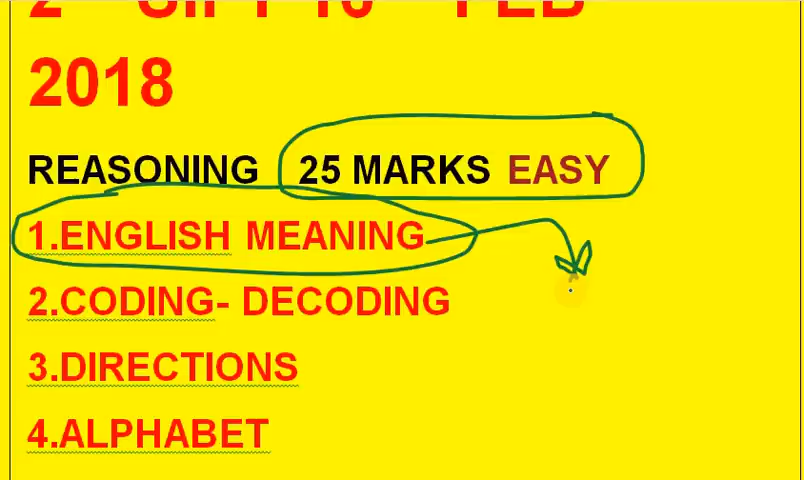 2018
REASONING 25 MARKS EASY
1.ENGLISH MEANING
2.CODING- DECODING
3.DIRECTIONS
4.ALPHABET